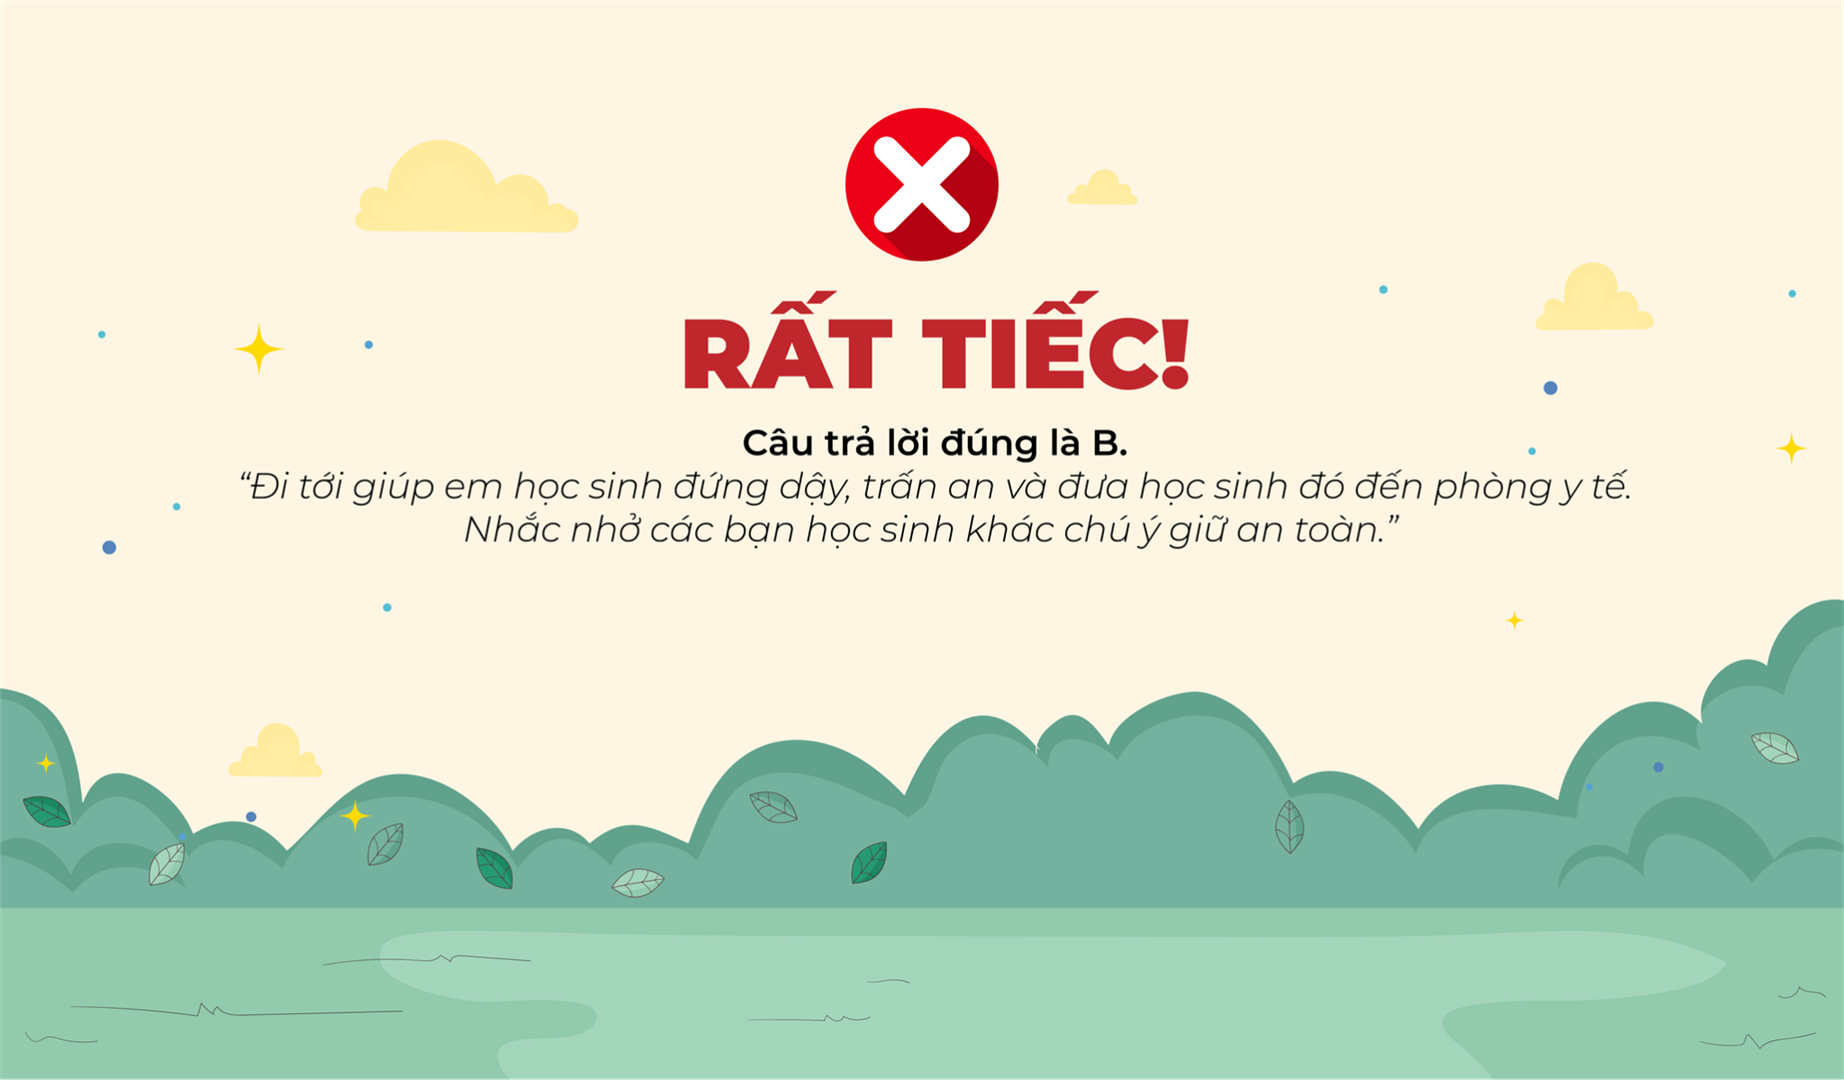 RẤT TIẾC!
Câu trả lời đúng là B.
“Đi tới giúp em học sinh đứng dậy, trấn an và đưa học sinh đó đến phòng y tế.
Nhắc nhở các bạn học sinh khác chú ý giữ an toàn.”